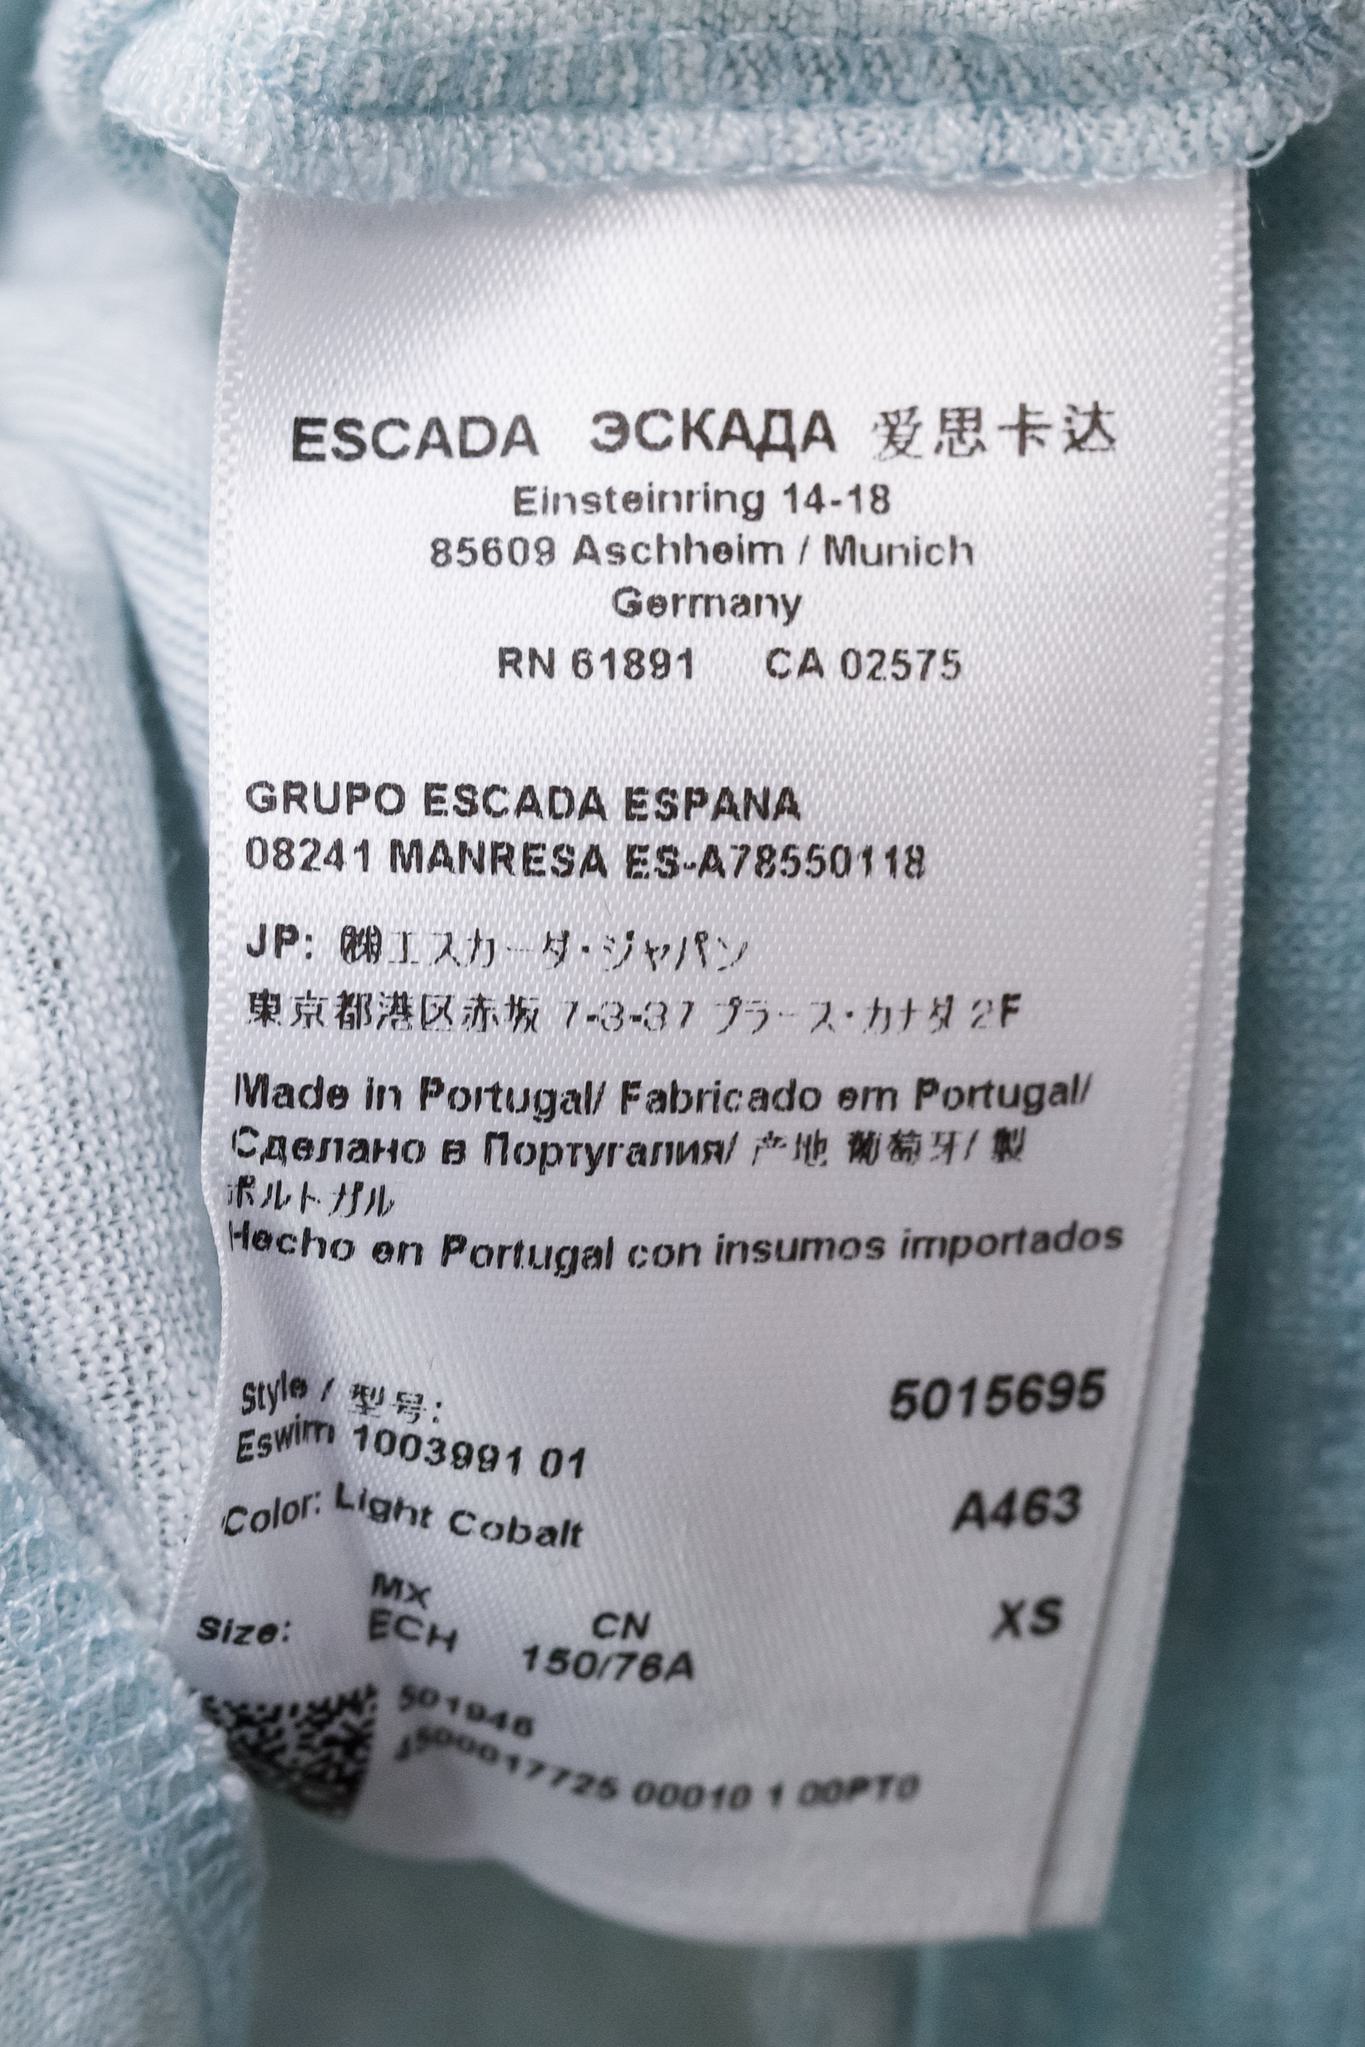 ESCADA ЭСКАДА 爱思卡达
Einsteinring 14-18
85609 Aschheim / Munich
Germany
RN 61891 CA 02575
GRUPO ESCADA ESPANA
08241 MANRESA ES-A78550118
JP: ㈱エスカーダ・ジャパン
東京都港区赤坂 7-3-37 プラース・カナダ 2F
Made in Portugal/ Fabricado em Portugal/
Сделано в Португалия/ 产地 葡萄牙/ 製
ポルトガル
Hecho en Portugal con insumos importados
Style / 型号: 5015695
Eswim 1003991 01
Color: Light Cobalt A463
MX
Size: ECH CN XS
150/76A
501946
4500017725 00010 1 00PT0